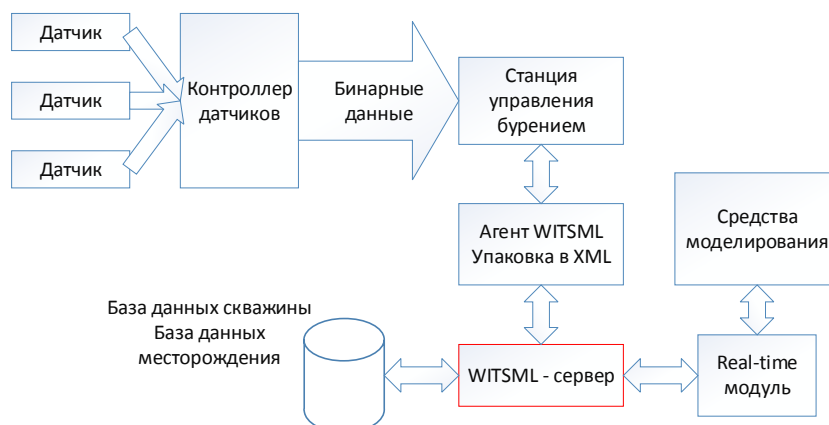 Датчик
Датчик
Датчик
Контроллер
датчиков
Бинарные
данные
Станция
управления
бурением
Агент WITSML
Упаковка в XML
Средства
моделирования
База данных скважины
База данных
месторождения
WITSML - сервер
Real-time
модуль